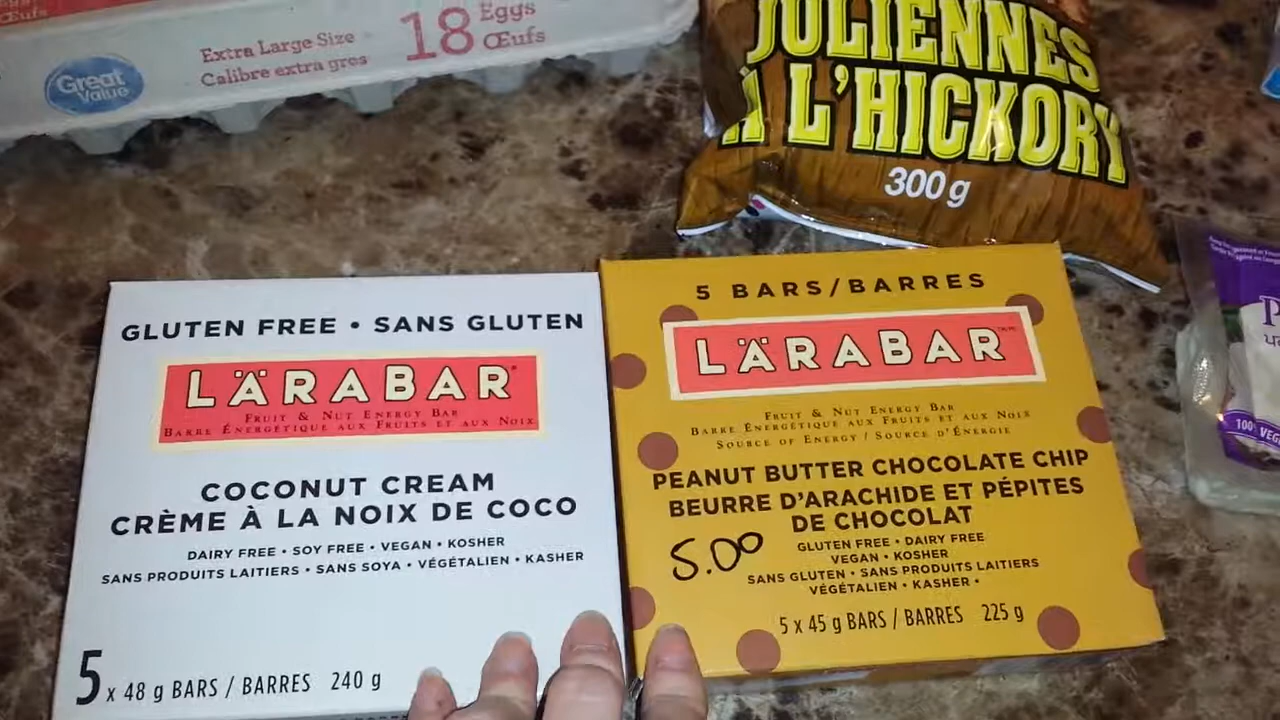 Œufs
Great Value
Extra Large Size
Calibre extra gros
18
Eggs
Œufs
JULIENNES
À L'HICKORY
300 g
GLUTEN FREE • SANS GLUTEN
LÄRABAR
FRUIT & NUT ENERGY BAR
BARRE ÉNERGÉTIQUE AUX FRUITS ET AUX NOIX
COCONUT CREAM
CRÈME À LA NOIX DE COCO
DAIRY FREE • SOY FREE • VEGAN • KOSHER
SANS PRODUITS LAITIERS • SANS SOYA • VÉGÉTALIEN • KASHER
5 x 48 g BARS / BARRES 240 g
5 BARS/BARRES
LÄRABAR
FRUIT & NUT ENERGY BAR
BARRE ÉNERGÉTIQUE AUX FRUITS ET AUX NOIX
SOURCE OF ENERGY / SOURCE D'ÉNERGIE
PEANUT BUTTER CHOCOLATE CHIP
BEURRE D'ARACHIDE ET PÉPITES
DE CHOCOLAT
5.00
GLUTEN FREE • DAIRY FREE
VEGAN • KOSHER
SANS GLUTEN • SANS PRODUITS LAITIERS
VÉGÉTALIEN • KASHER •
5 x 45 g BARS / BARRES 225 g
100%